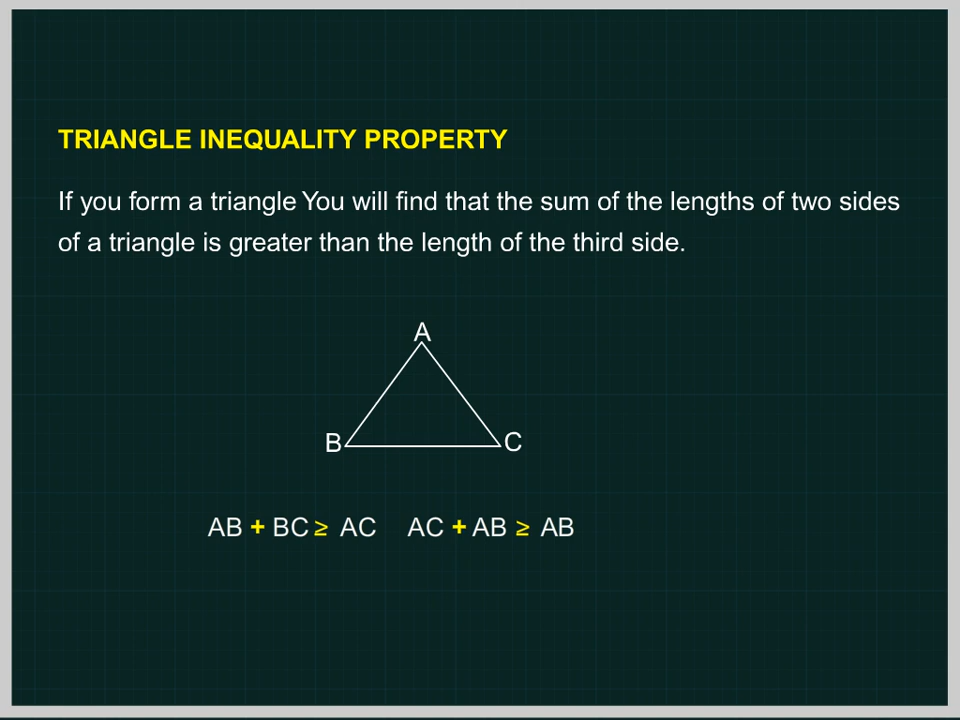 TRIANGLE INEQUALITY PROPERTY
If you form a triangle You will find that the sum of the lengths of two sides
of a triangle is greater than the length of the third side.
A
B C
AB + BC ≥ AC AC + AB ≥ AB